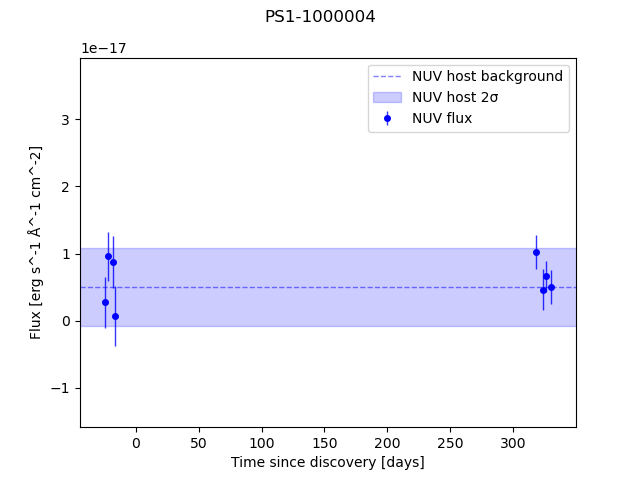 PS1-1000004
1e−17
NUV host background
NUV host 2σ
NUV flux
3
2
1
0
−1
Flux [erg s^-1 Å^-1 cm^-2]
0 50 100 150 200 250 300
Time since discovery [days]